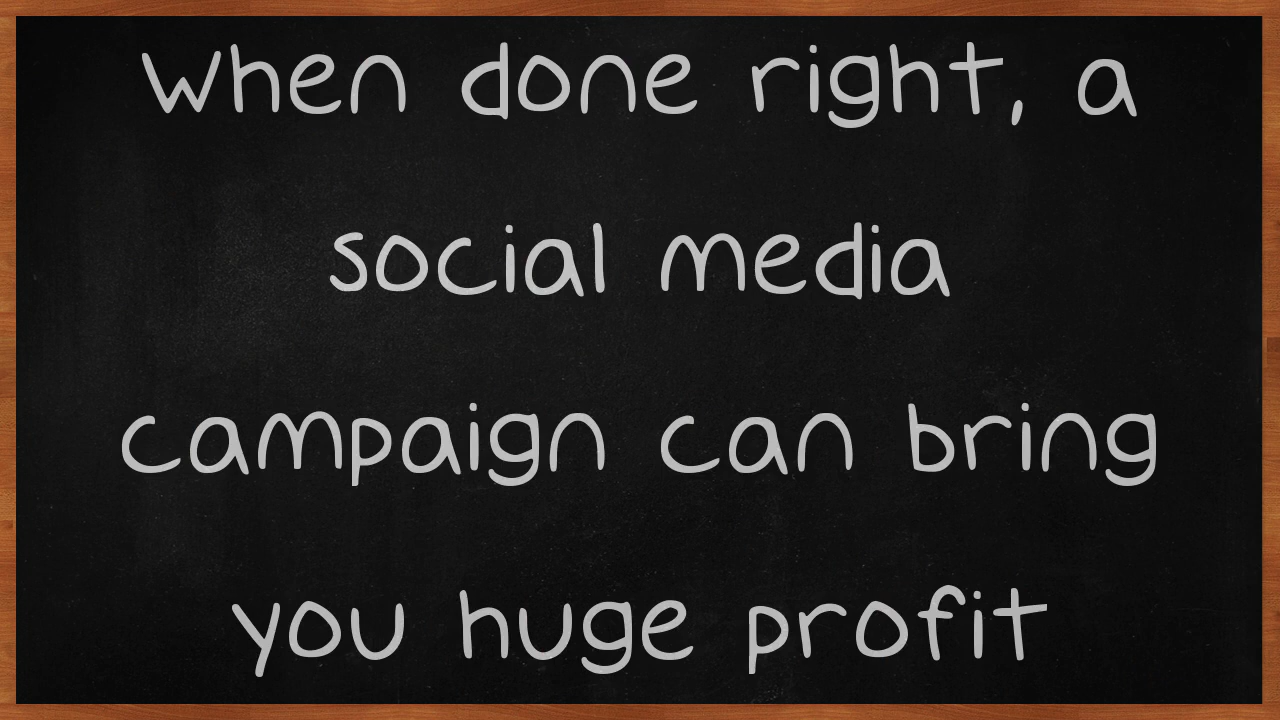 When done right, a
social media
campaign can bring
you huge profit